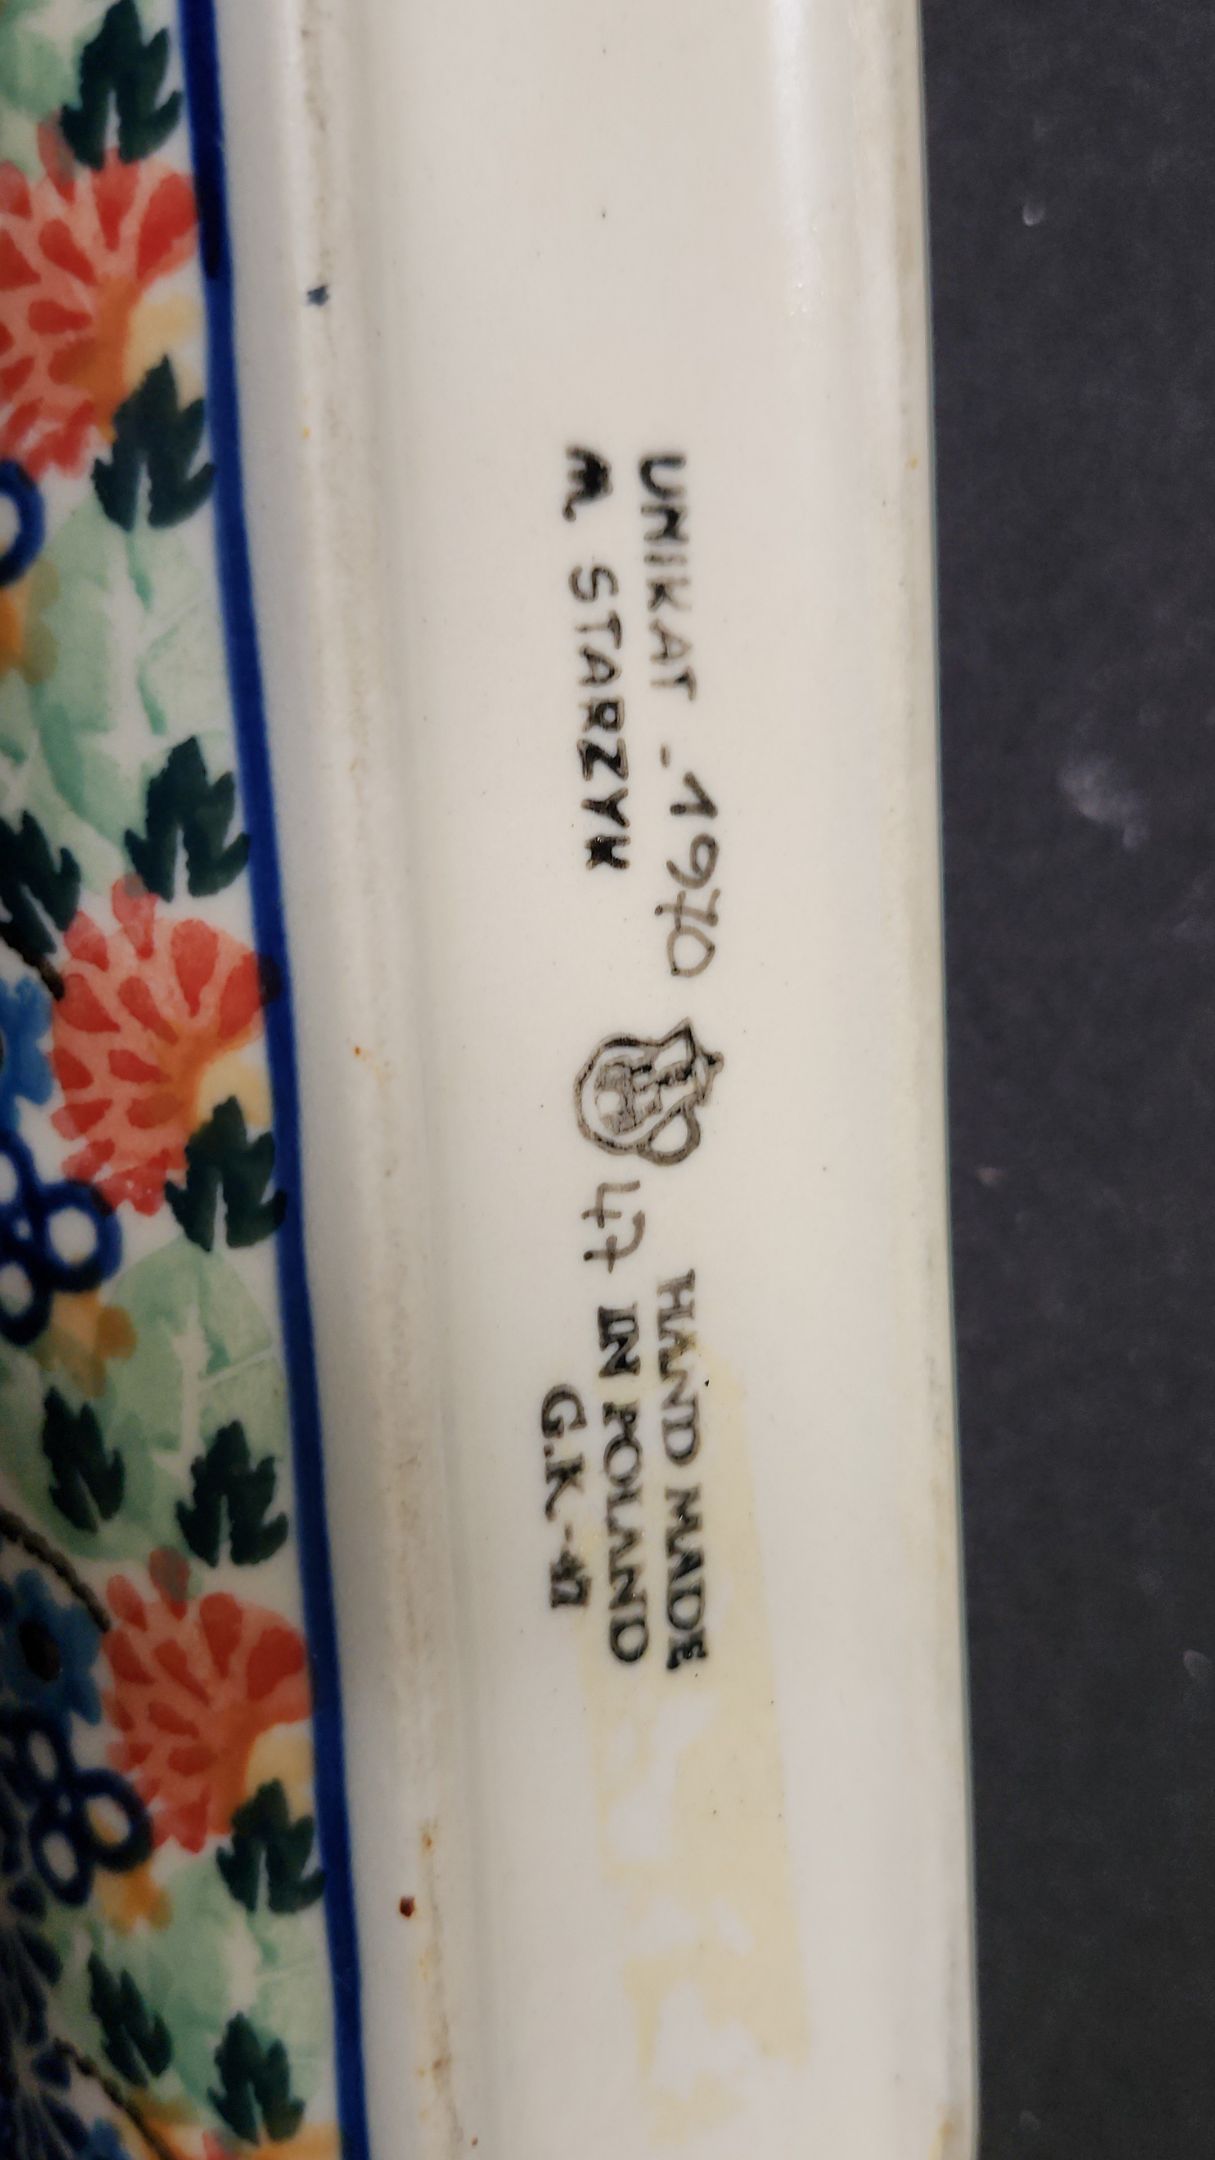 UNIKAT -1970
M STARZYK
47
HAND MADE
IN POLAND
G.K -47